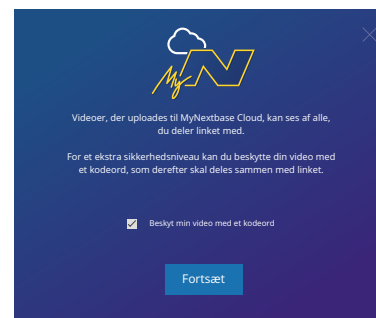 My N
Videoer, der uploades til MyNextbase Cloud, kan ses af alle,
du deler linket med.
For et ekstra sikkerhedsniveau kan du beskytte din video med
et kodeord, som derefter skal deles sammen med linket.
Beskyt min video med et kodeord
Fortsæt